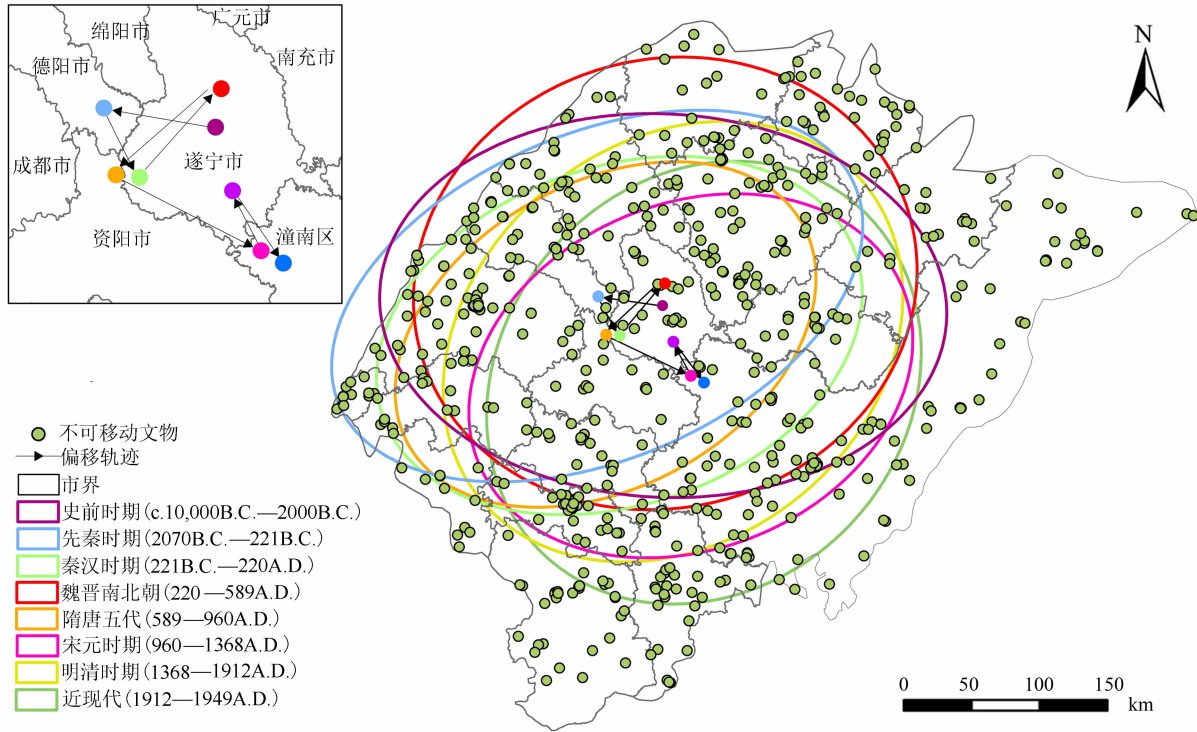 广元市
绵阳市
南充市
德阳市
成都市
遂宁市
资阳市
潼南区
N
不可移动文物
偏移轨迹
市界
史前时期(c.10,000B.C.—2000B.C.)
先秦时期(2070B.C.—221B.C.)
秦汉时期(221B.C.—220A.D.)
魏晋南北朝(220—589A.D.)
隋唐五代(589—960A.D.)
宋元时期(960—1368A.D.)
明清时期(1368—1912A.D.)
近现代(1912—1949A.D.)
0 50 100 150 km